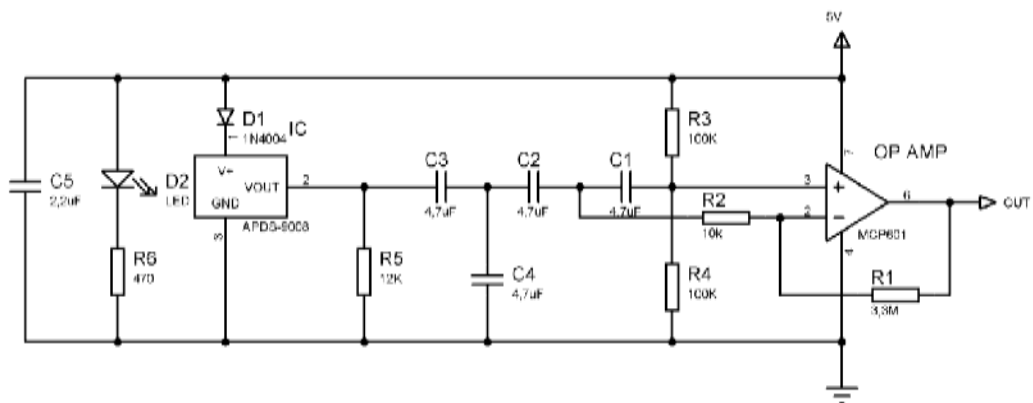 5V
D1
1N4004
IC
R3
100K
OP AMP
7
C5
2,2uF
D2
LED
V+
VOUT
GND
2
APDS-9008
3
C3
4,7uF
C2
4,7uF
C1
4,7uF
R2
10k
3
+
2
−
6
OUT
MCP601
4
R6
470
R5
12K
C4
4,7uF
R4
100K
R1
3,3M